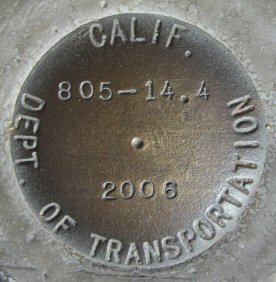 CALIF.
805-14.4
2006
DEPT. OF TRANSPORTATION